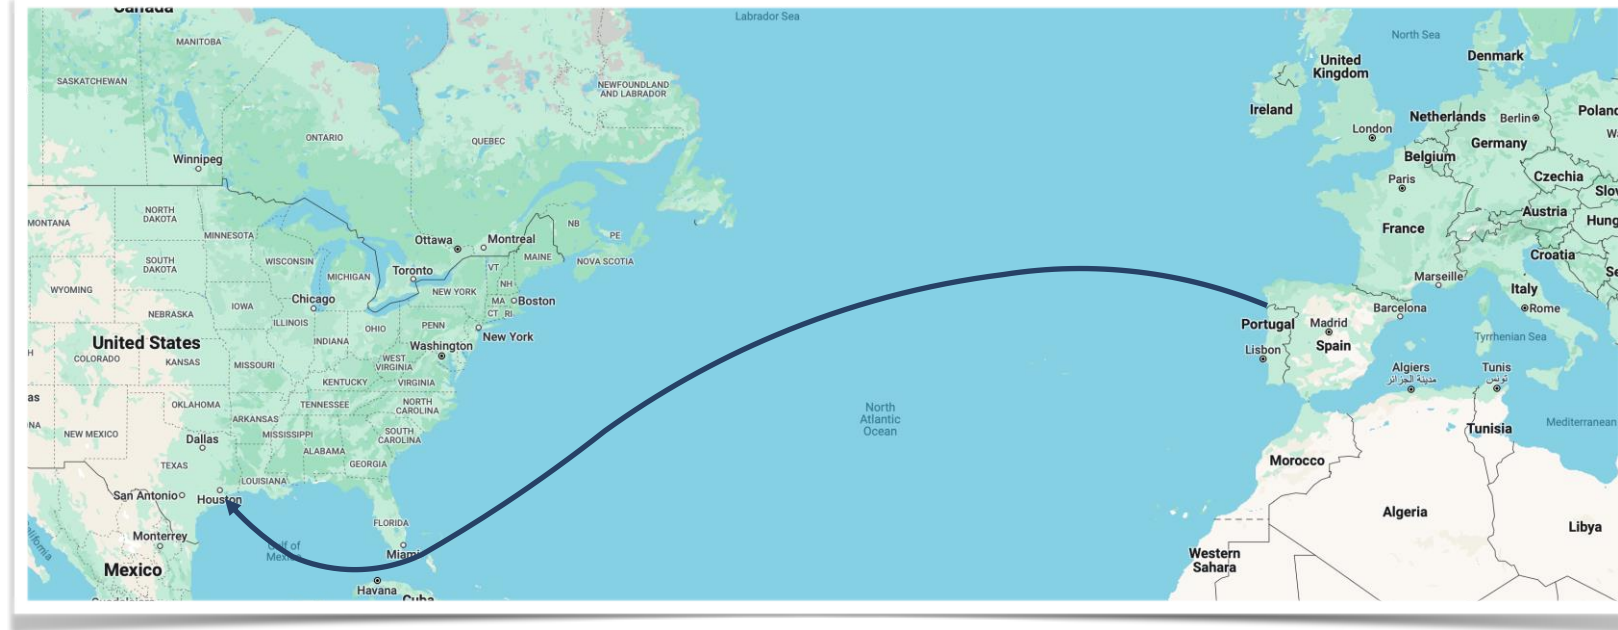 Canada
Labrador Sea
North Sea
MANITOBA
United
Kingdom
Denmark
SASKATCHEWAN
NEWFOUNDLAND
AND LABRADOR
Ireland
Netherlands
Berlin
Poland
London
ONTARIO
QUEBEC
Germany
Belgium
Winnipeg
Paris
Czechia
NORTH
DAKOTA
MONTANA
MINNESOTA
NB
PE
Austria
France
Ottawa
Montreal
MAINE
NOVA SCOTIA
SOUTH
DAKOTA
WISCONSIN
MICHIGAN
Toronto
VT
NH
Croatia
Marseille
WYOMING
NEW YORK
Italy
IOWA
Chicago
MA
Boston
NEBRASKA
ILLINOIS
CT
RI
Barcelona
Rome
OHIO
PENN
Portugal
Madrid
United States
INDIANA
Washington
New York
Spain
Tyrrhenian Sea
Lisbon
COLORADO
KANSAS
MISSOURI
WEST
VIRGINIA
Algiers
مدينة الجزائر
Tunis
تونس
KENTUCKY
VIRGINIA
OKLAHOMA
TENNESSEE
NORTH
CAROLINA
North
Atlantic
Ocean
ARKANSAS
Mediterranean
NEW MEXICO
Dallas
MISSISSIPPI
SOUTH
CAROLINA
Tunisia
ALABAMA
TEXAS
GEORGIA
Morocco
LOUISIANA
San Antonio
Houston
Algeria
Libya
FLORIDA
Monterrey
Gulf of
Mexico
Miami
Western
Sahara
Mexico
Havana
Cuba